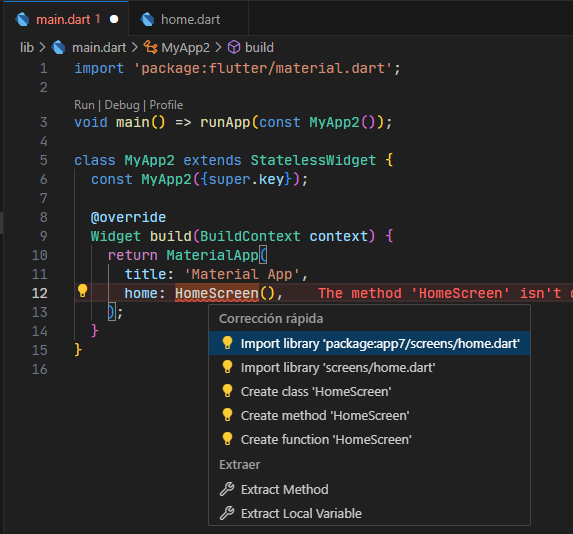 main.dart 1
home.dart
lib > main.dart > MyApp2 > build
1 import 'package:flutter/material.dart';
2
Run | Debug | Profile
3 void main() => runApp(const MyApp2());
4
5 class MyApp2 extends StatelessWidget {
6 const MyApp2({super.key});
7
8 @override
9 Widget build(BuildContext context) {
10 return MaterialApp(
11 title: 'Material App',
12 home: HomeScreen(), The method 'HomeScreen' isn't
13 );
14 }
15 }
16
Corrección rápida
Import library 'package:app7/screens/home.dart'
Import library 'screens/home.dart'
Create class 'HomeScreen'
Create method 'HomeScreen'
Create function 'HomeScreen'
Extraer
Extract Method
Extract Local Variable